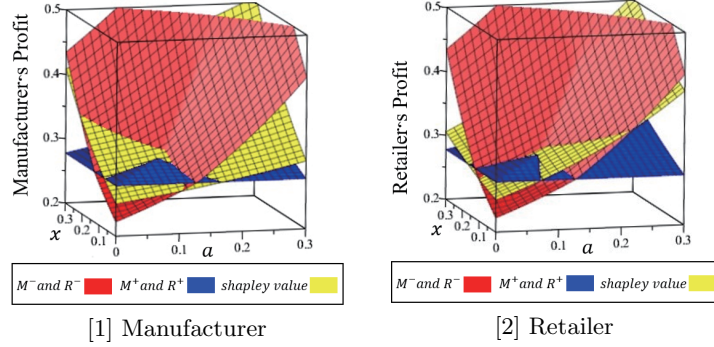 0.5
0.4
0.3
0.2
Manufacturer's Profit
0.3
0.2
0.1
x
0
0.1
0.2
0.3
a
M⁻and R⁻ M⁺and R⁺ shapley value
[1] Manufacturer
0.5
0.4
0.3
0.2
Retailer's Profit
0.3
0.2
0.1
x
0
0.1
0.2
0.3
a
M⁻and R⁻ M⁺and R⁺ shapley value
[2] Retailer